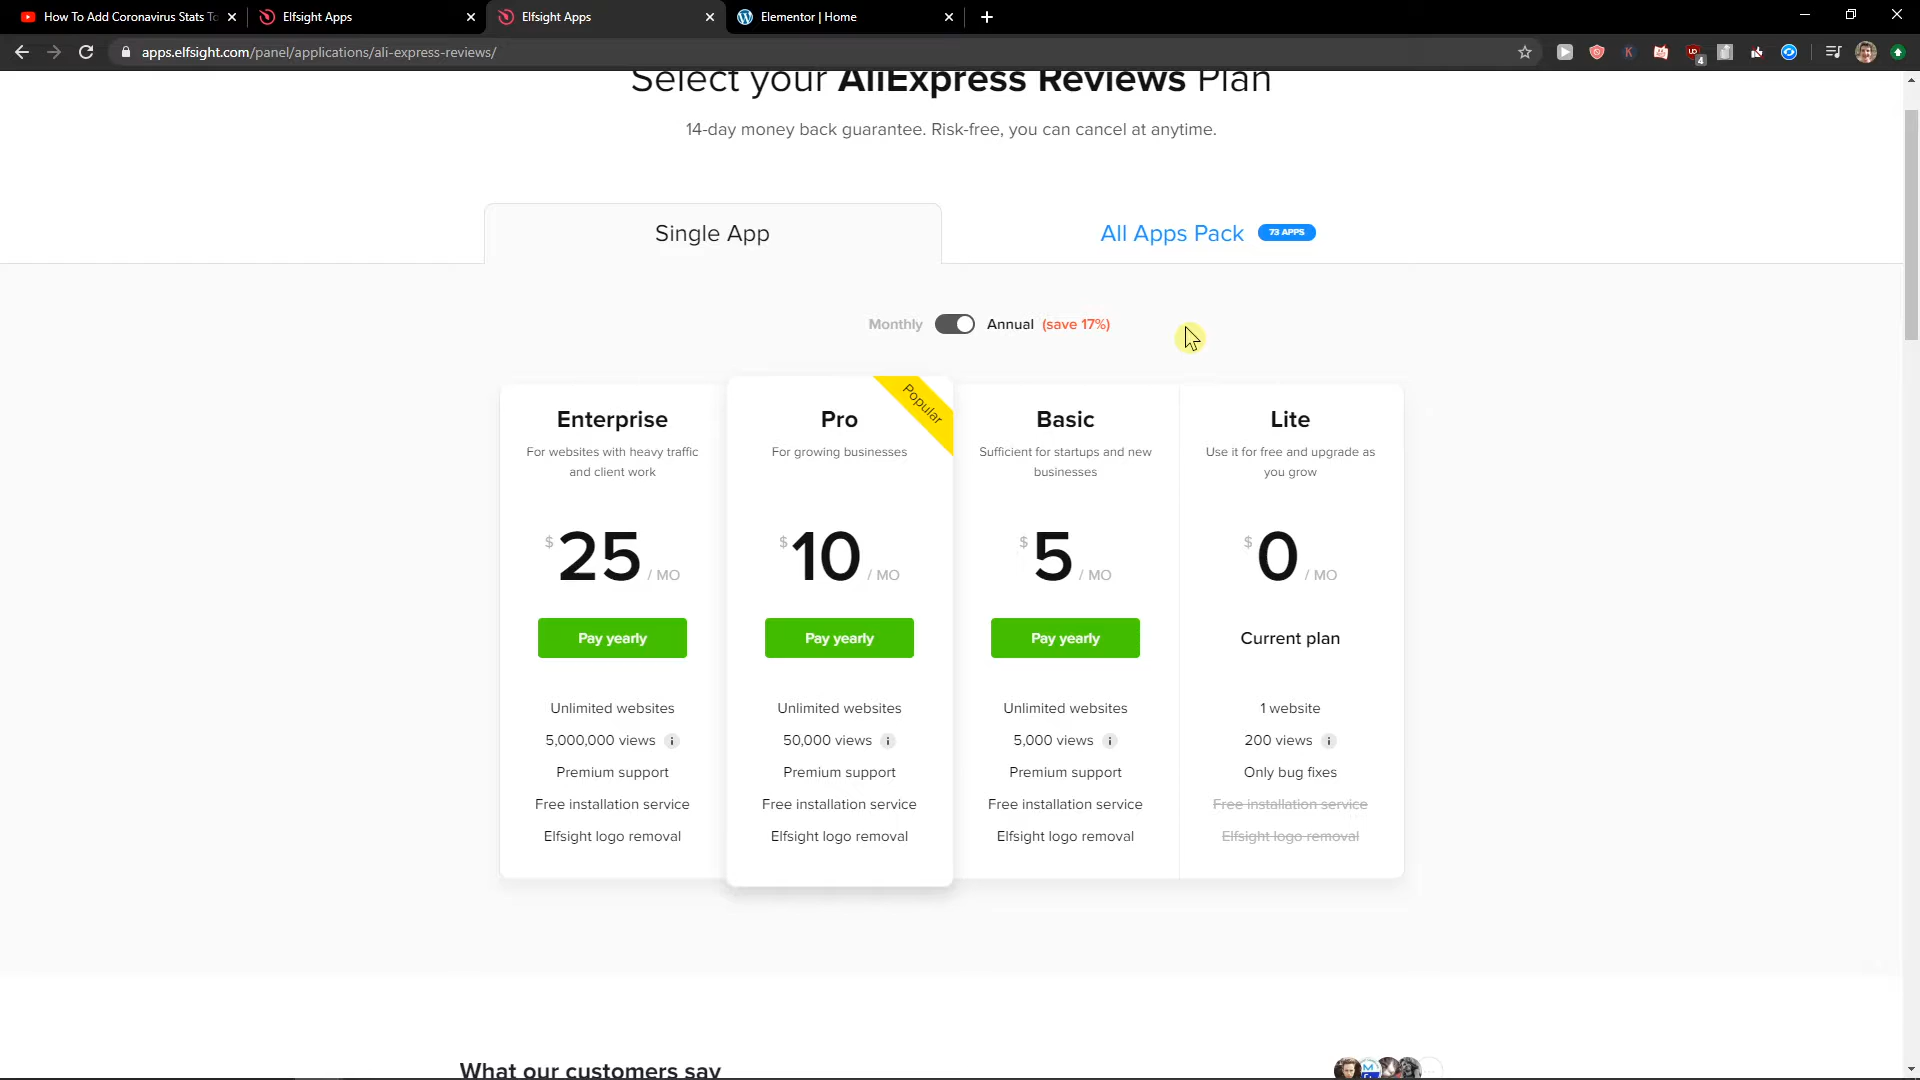 How To Add Coronavirus Stats To
Elfsight Apps
Elfsight Apps
Elementor | Home
apps.elfsight.com/panel/applications/ali-express-reviews/
4
Select your AliExpress Reviews Plan
14-day money back guarantee. Risk-free, you can cancel at anytime.
Single App
All Apps Pack
73 APPS
Monthly
Annual (save 17%)
Enterprise
For websites with heavy traffic
and client work
$25 / MO
Pay yearly
Unlimited websites
5,000,000 views i
Premium support
Free installation service
Elfsight logo removal
Popular
Pro
For growing businesses
$10 / MO
Pay yearly
Unlimited websites
50,000 views i
Premium support
Free installation service
Elfsight logo removal
Basic
Sufficient for startups and new
businesses
$5 / MO
Pay yearly
Unlimited websites
5,000 views i
Premium support
Free installation service
Elfsight logo removal
Lite
Use it for free and upgrade as
you grow
$0 / MO
Current plan
1 website
200 views i
Only bug fixes
Free installation service
Elfsight logo removal
What our customers say